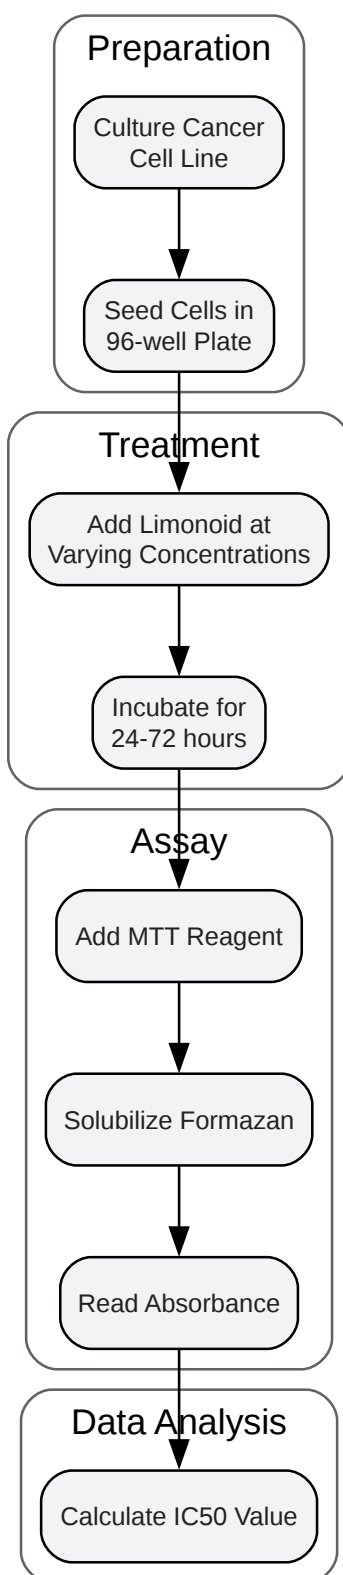 Preparation
Culture Cancer
Cell Line
Seed Cells in
96-well Plate
Treatment
Add Limonoid at
Varying Concentrations
Incubate for
24-72 hours
Assay
Add MTT Reagent
Solubilize Formazan
Read Absorbance
Data Analysis
Calculate IC50 Value